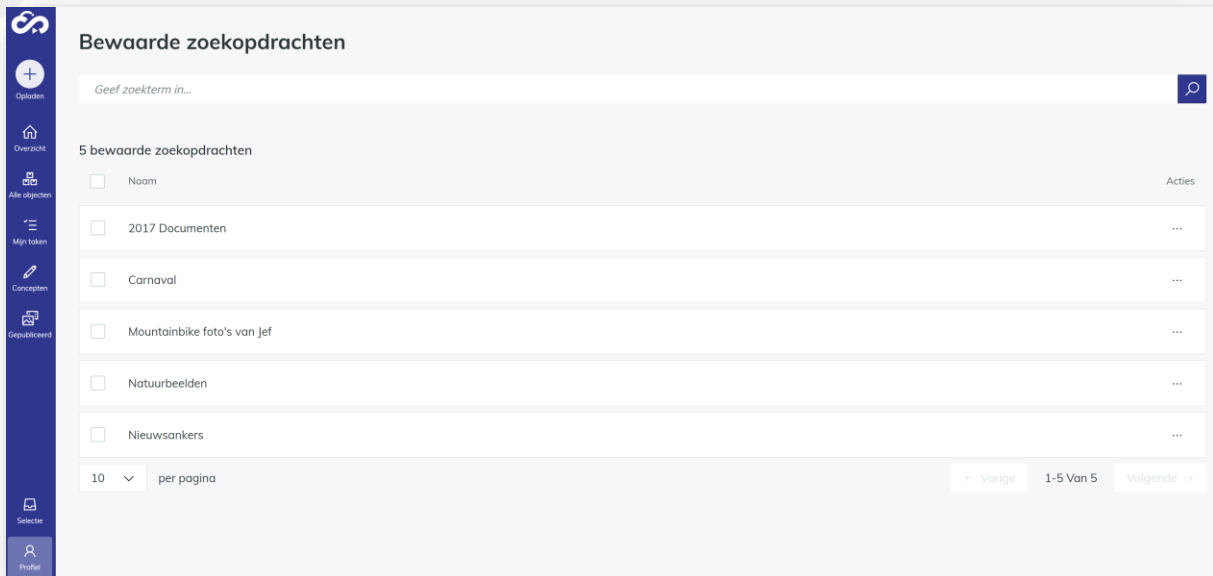 Bewaarde zoekopdrachten
Geef zoekterm in...
Opladen
Overzicht
Alle objecten
Mijn taken
Concepten
Gepubliceerd
Selectie
Profiel
5 bewaarde zoekopdrachten
Naam Acties
2017 Documenten ...
Carnaval ...
Mountainbike foto's van Jef ...
Natuurbeelden ...
Nieuwsankers ...
10 per pagina ← Vorige 1-5 Van 5 Volgende →